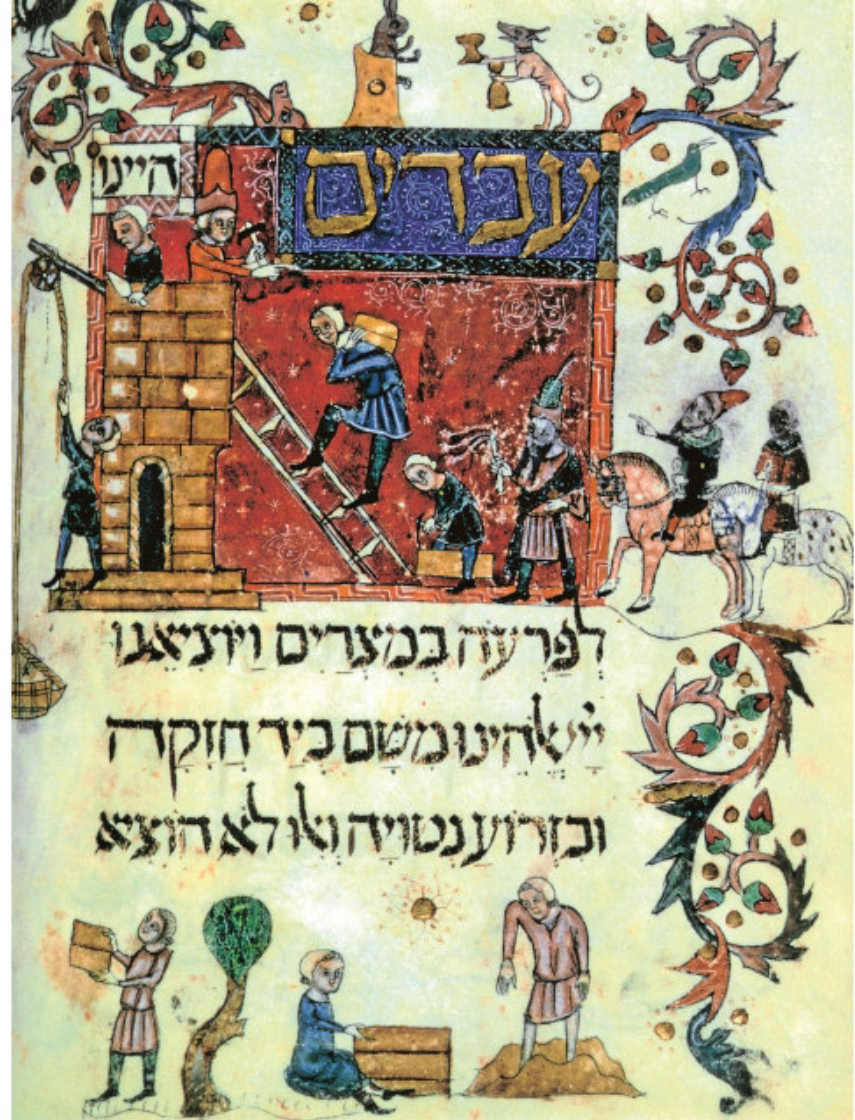 עבדים היינו
לפרעה במצרים ויוציאנו
יי אלהינו משם ביד חזקה
ובזרוע נטויה ואלו לא הוציא